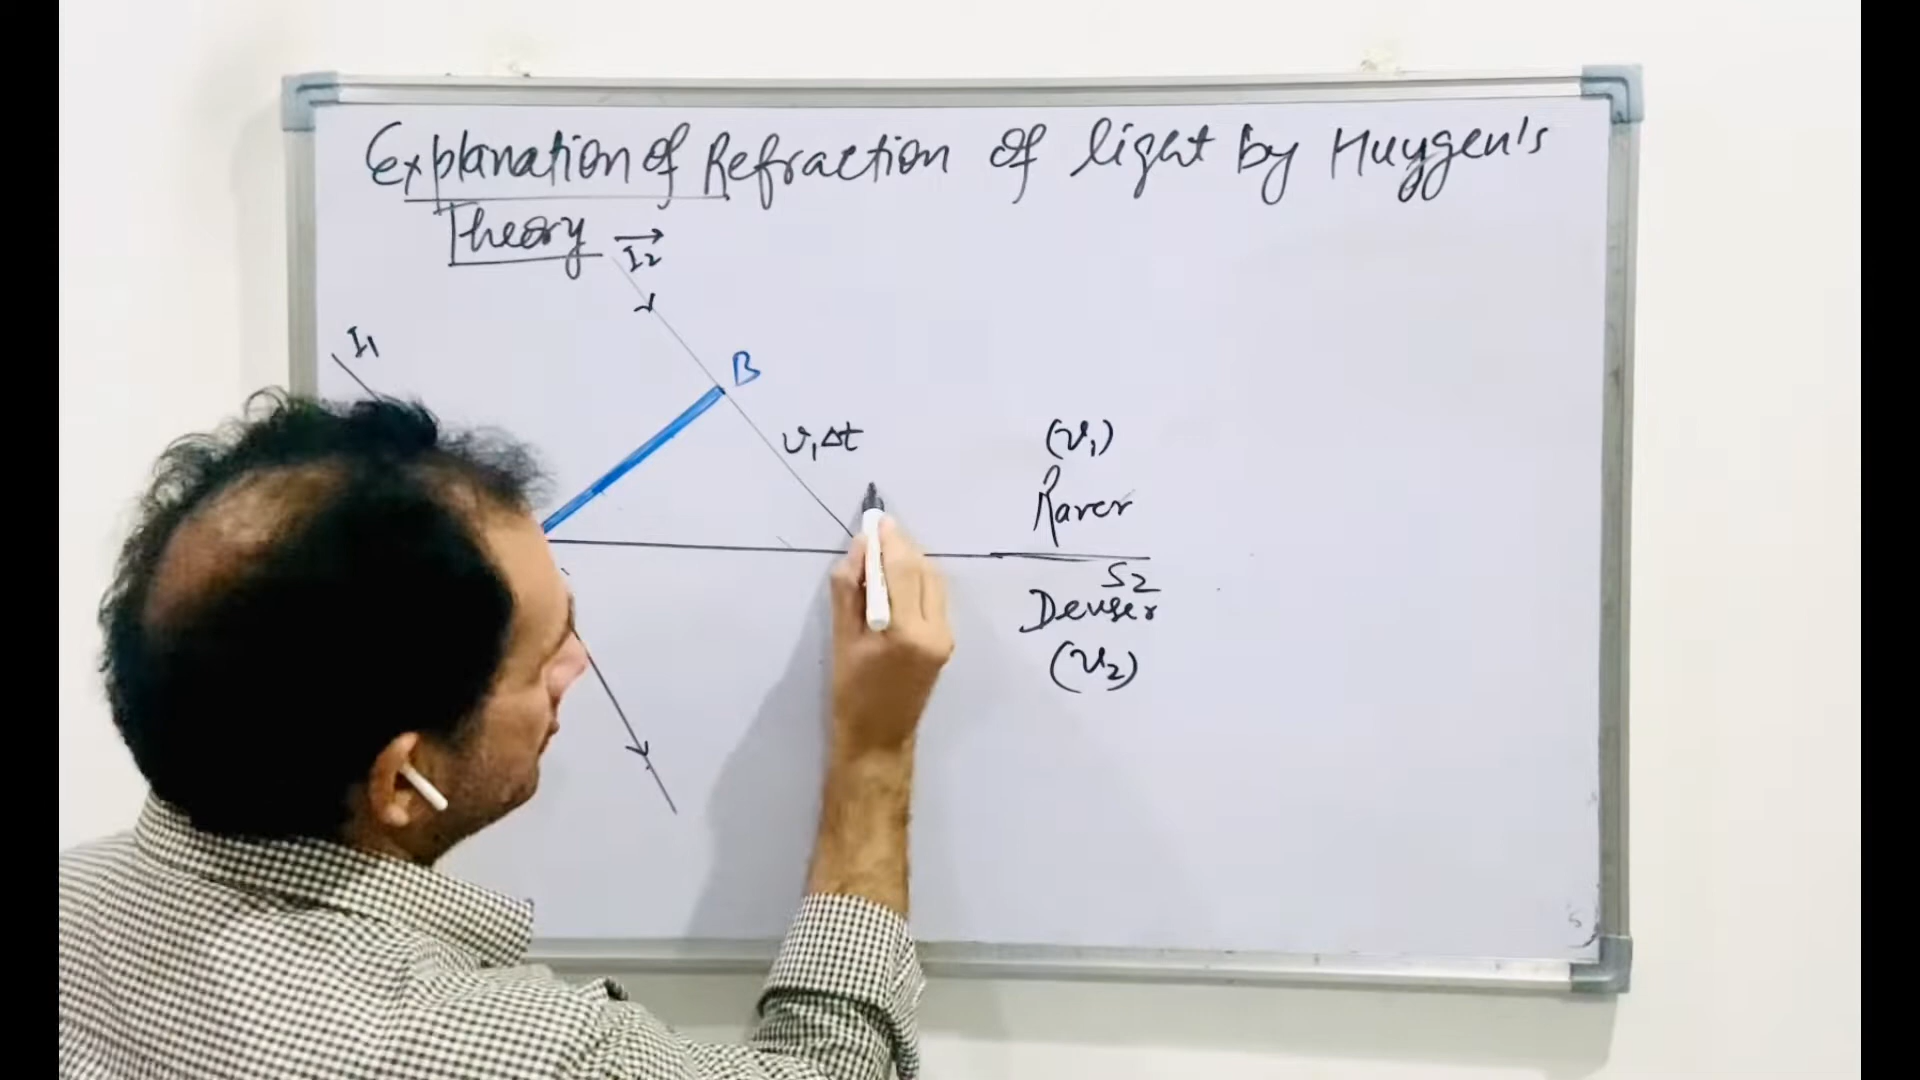 Explanation of Refraction of light by Huygen's
Theory
I2
I1
B
v1Δt
(v1)
Rarer
S2
Denser
(v2)